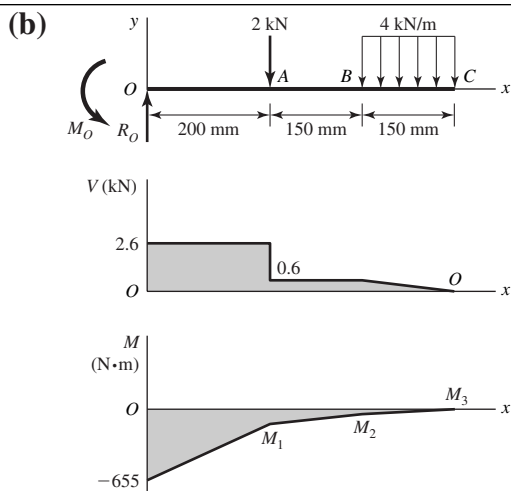 (b)
y 2 kN 4 kN/m
O A B C x
M_O R_O 200 mm 150 mm 150 mm
V (kN)
2.6
0.6 O
O x
M
(N•m)
O M_3 x
M_1 M_2
−655